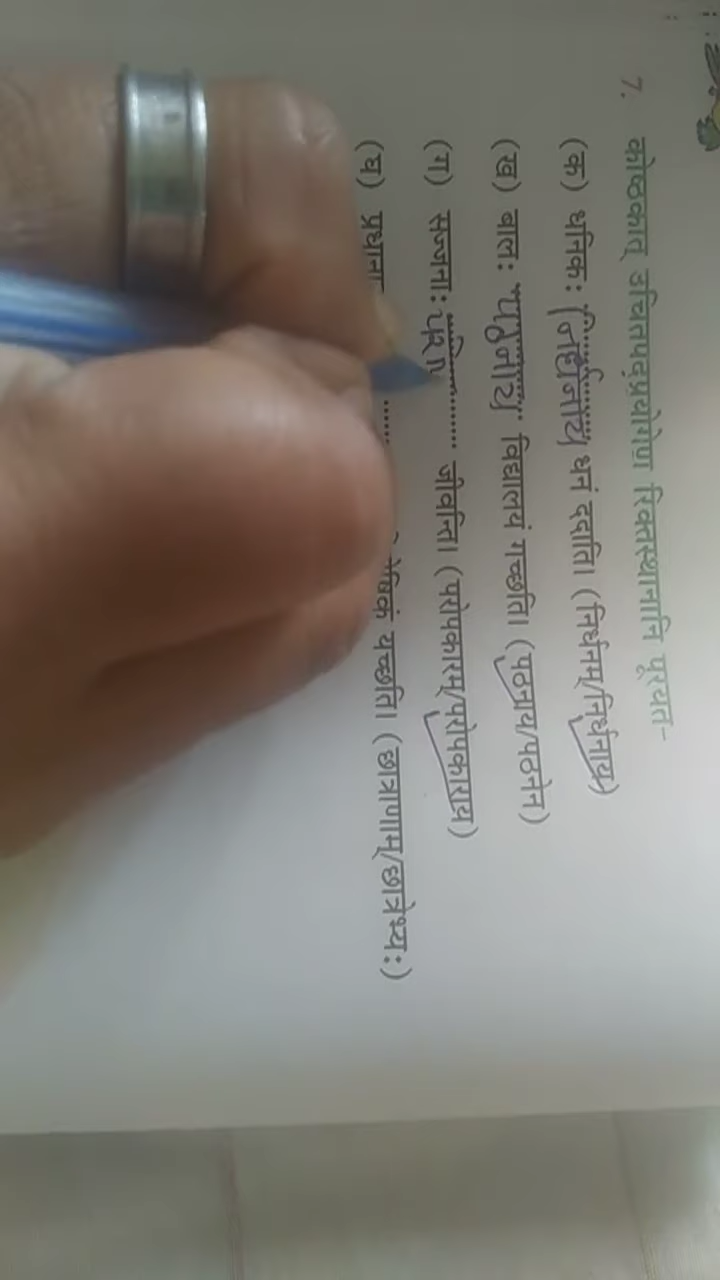 7. कोष्ठकात् उचितपदप्रयोगेण रिक्तस्थानानि पूरयत-
(क) धनिकः निर्धनाय धनं ददाति। (निर्धनम्/निर्धनाय)
(ख) बालः पठनाय विद्यालयं गच्छति। (पठनाय/पठनेन)
(ग) सज्जनाः परो जीवन्ति। (परोपकारम्/परोपकाराय)
(घ) यच्छति। (छात्राणाम्/छात्रेभ्यः)